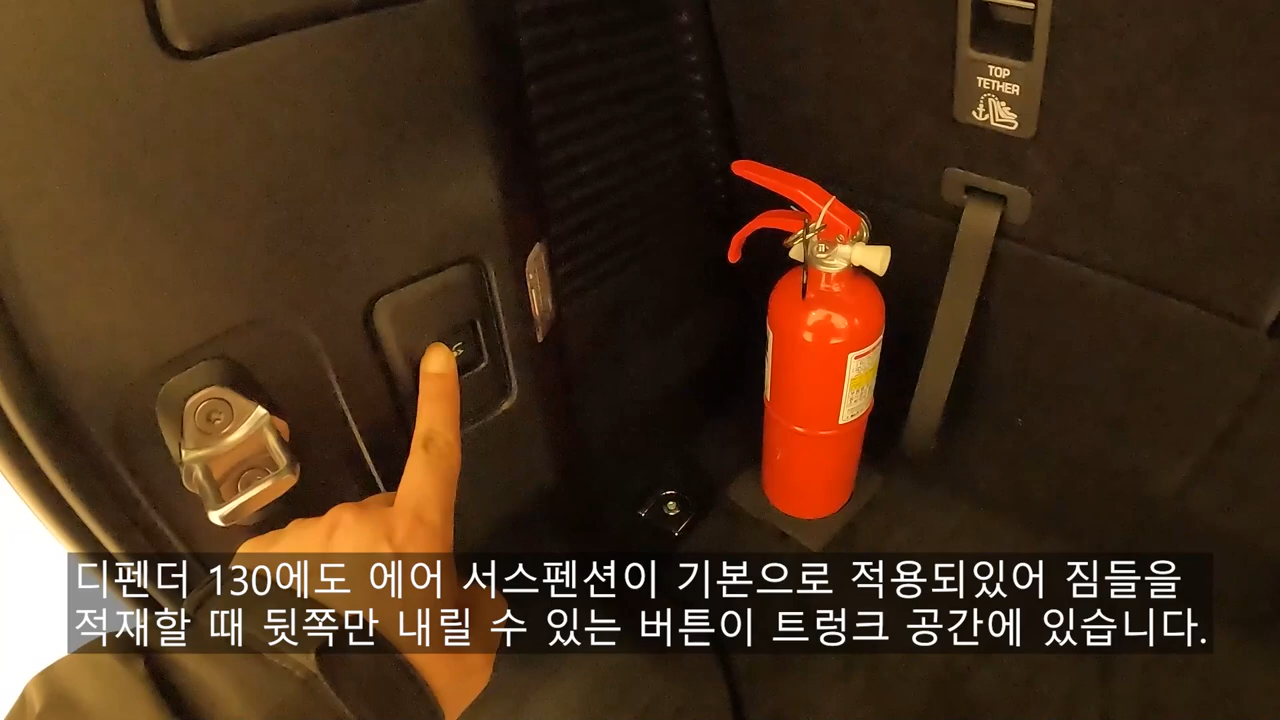 TOP
TETHER
디펜더 130에도 에어 서스펜션이 기본으로 적용되있어 짐들을
적재할 때 뒷쪽만 내릴 수 있는 버튼이 트렁크 공간에 있습니다.